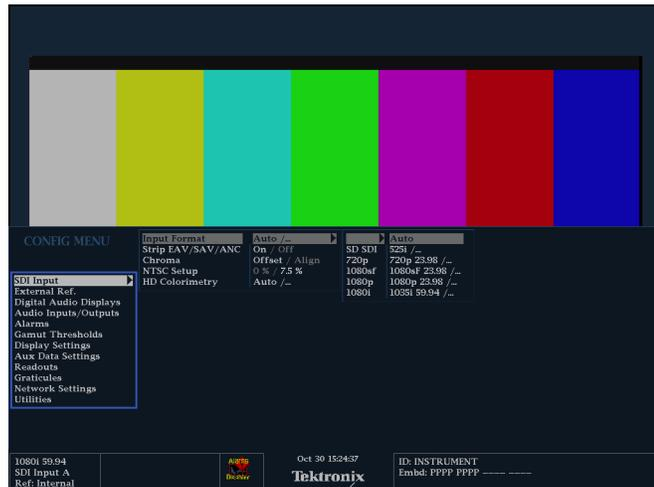 CONFIG MENU
Input Format Auto /... Auto
Strip EAV/SAV/ANC On / Off SD SDI 525i /...
Chroma Offset / Align 720p 720p 23.98 /...
NTSC Setup 0 % / 7.5 % 1080sf 1080sF 23.98 /...
HD Colorimetry Auto /... 1080p 1080p 23.98 /...
1080i 1035i 59.94 /...
SDI Input
External Ref.
Digital Audio Displays
Audio Inputs/Outputs
Alarms
Gamut Thresholds
Display Settings
Aux Data Settings
Readouts
Graticules
Network Settings
Utilities
1080i 59.94
SDI Input A
Ref: Internal
Alarms
Disabled
Oct 30 15:24:37
Tektronix
ID: INSTRUMENT
Embd: PPPP PPPP ---- ----